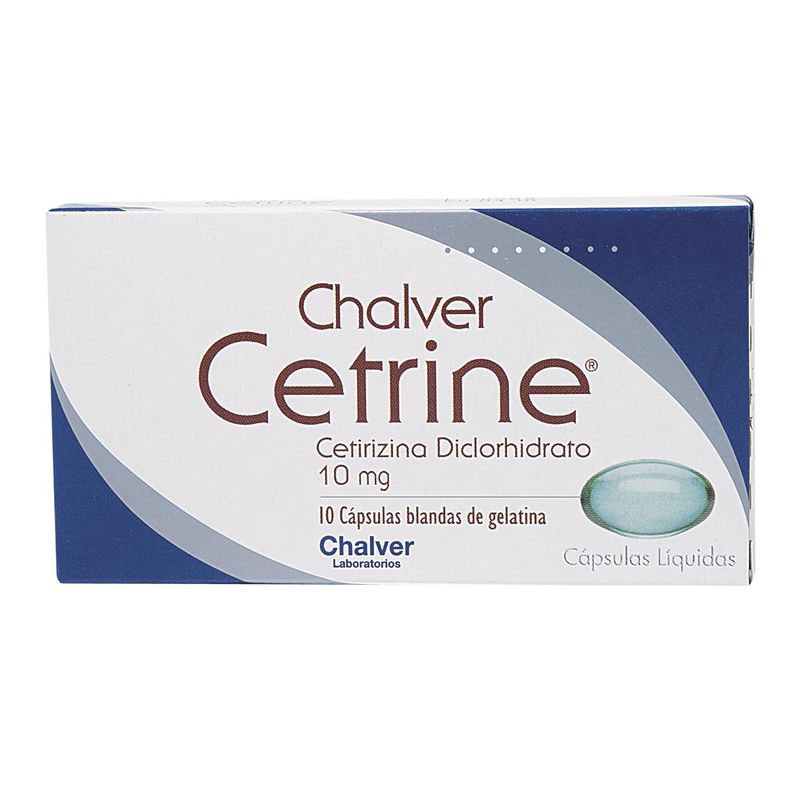 Chalver
Cetrine®
Cetirizina Diclorhidrato
10 mg
10 Cápsulas blandas de gelatina
Chalver
Laboratorios
Cápsulas Líquidas